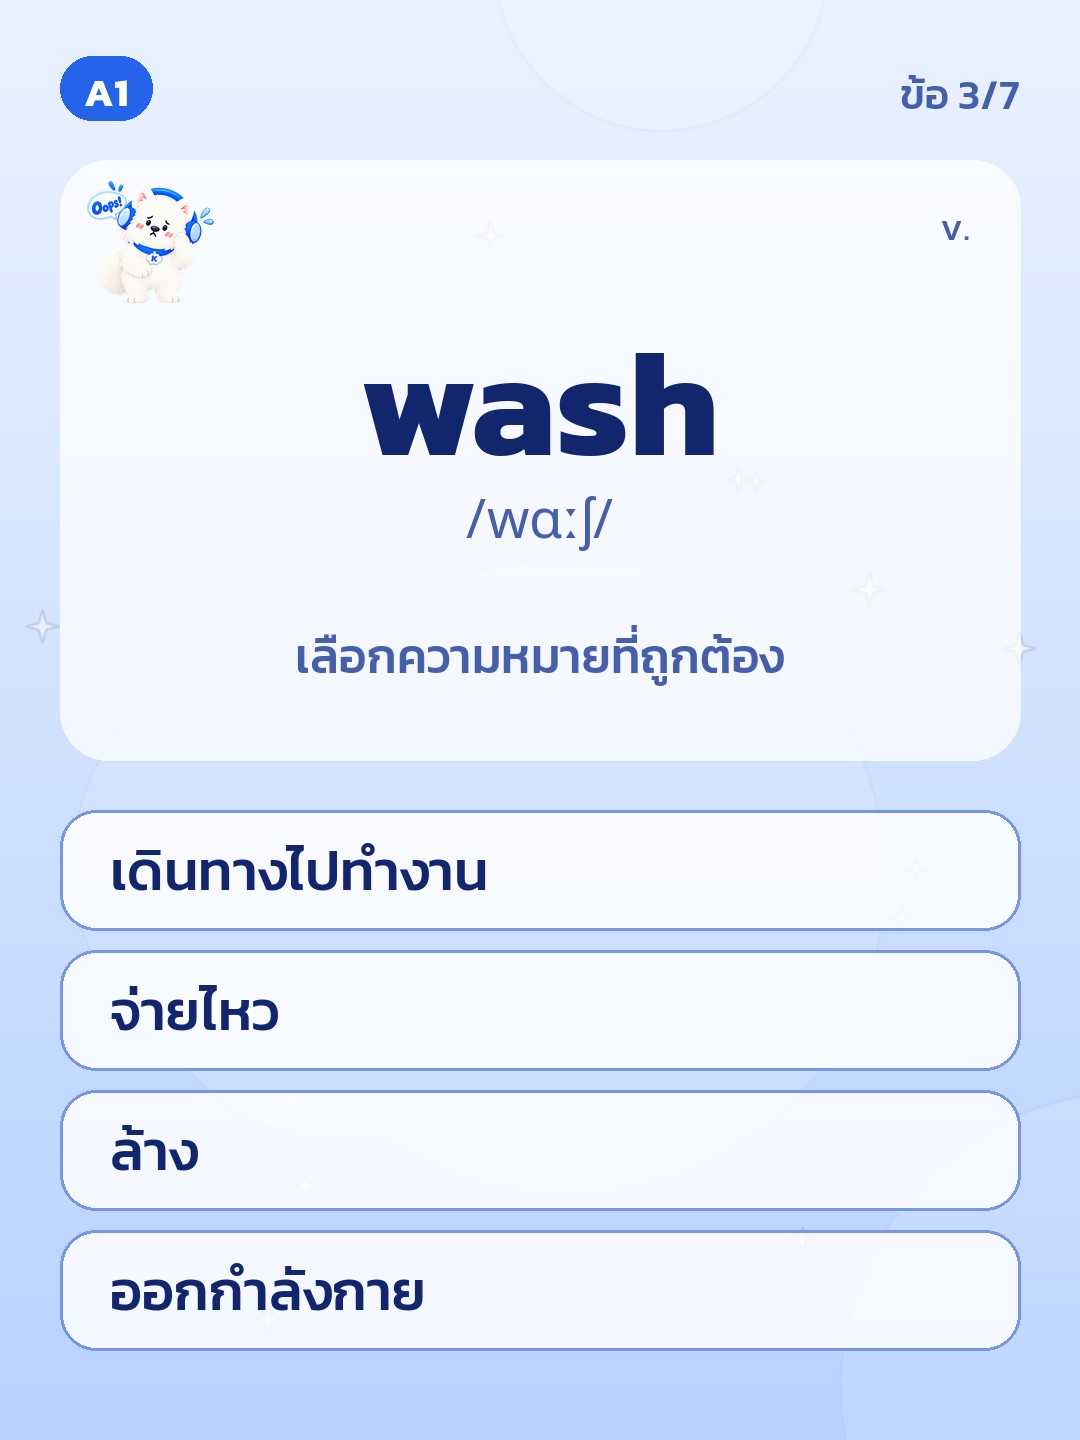 A1
ข้อ 3/7
Oops!
K
v.
wash
/wɑːʃ/
เลือกความหมายที่ถูกต้อง
เดินทางไปทำงาน
จ่ายไหว
ล้าง
ออกกำลังกาย